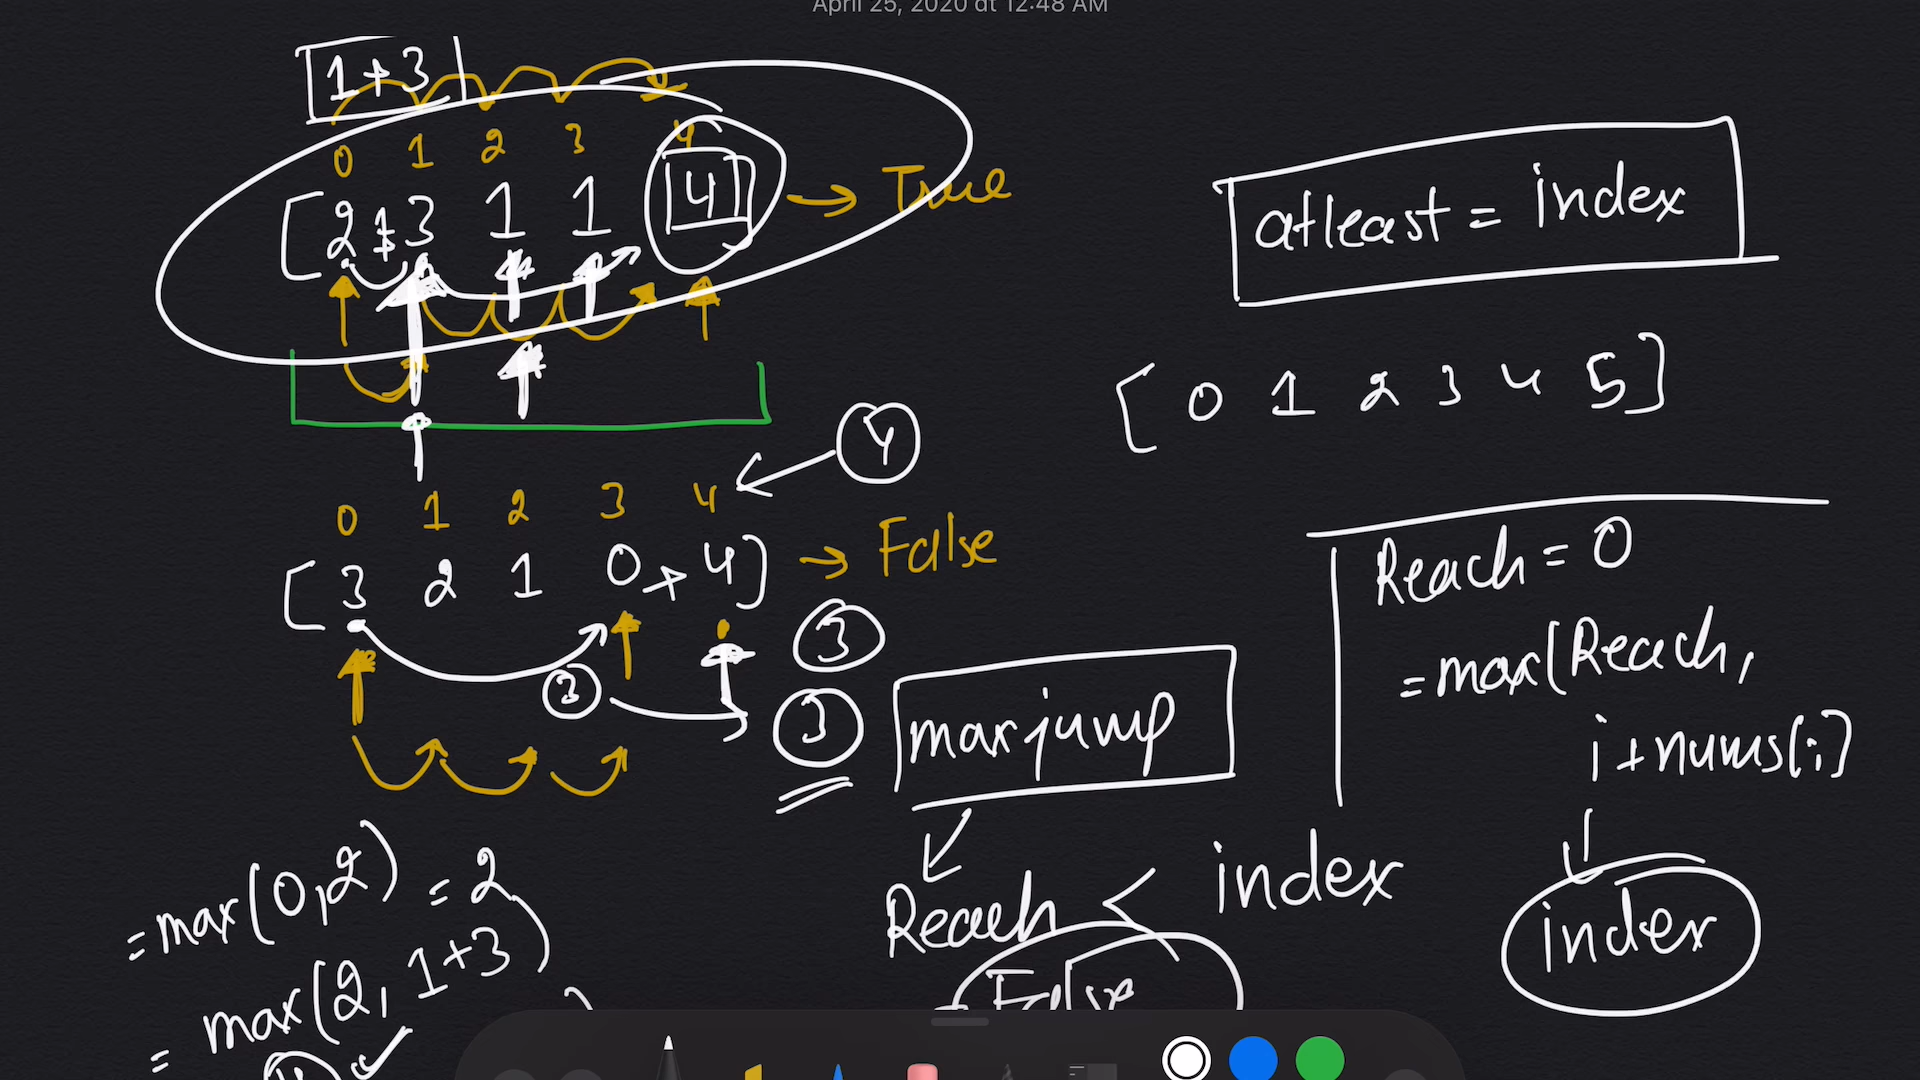 April 25, 2020 at 12:48 AM
1+3
0 1 2 3 4
[2 3 1 1 4] → True
atleast = index
[0 1 2 3 4 5]
4
0 1 2 3 4
[3 2 1 0 4] → False
3
3
3
maxjump
Reach < index
False
Reach = 0
= max(Reach,
i+nums[i]
index
= max(0,2) = 2
= max(2, 1+3)